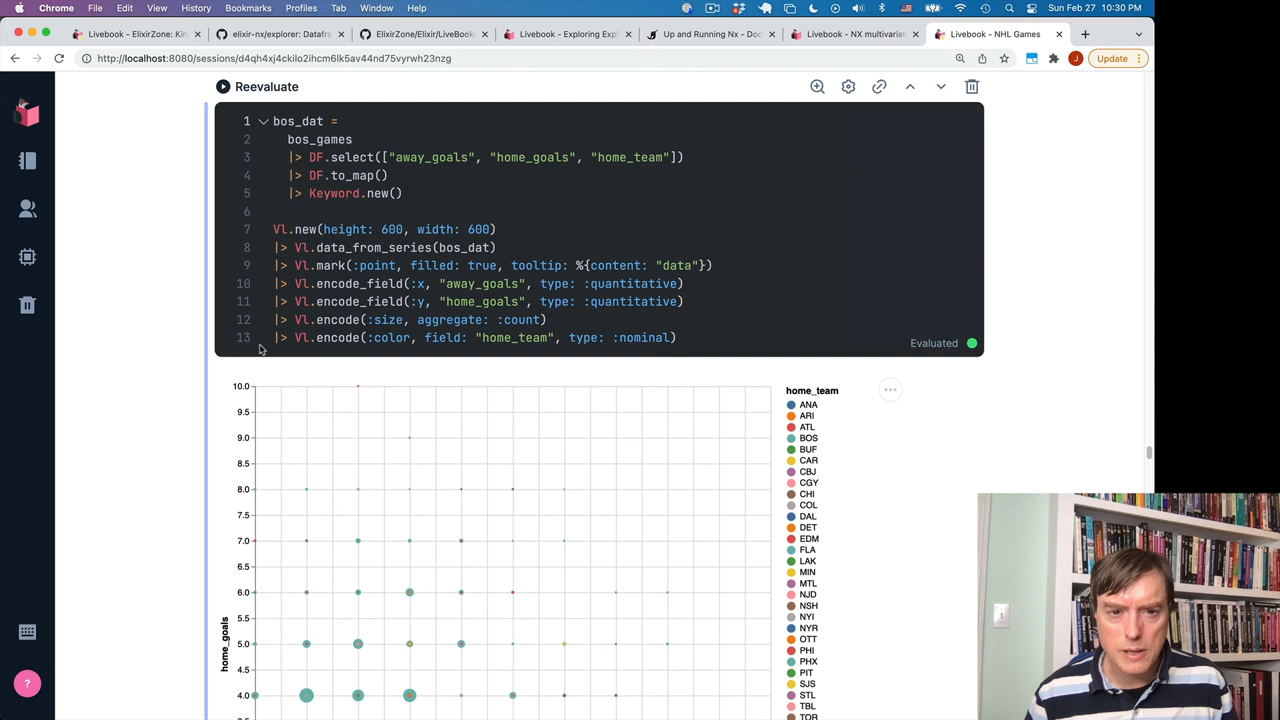 Chrome File Edit View History Bookmarks Profiles Tab Window Help Sun Feb 27 10:30 PM
Livebook - ElixirZone: Kin elixir-nx/explorer: Datafra ElixirZone/Elixir/LiveBook Livebook - Exploring Expl Up and Running Nx - Doc Livebook - NX multivariat Livebook - NHL Games
http://localhost:8080/sessions/d4qh4xj4ckilo2ihcm6lk5av44nd75vyrwh23nzg J Update
Reevaluate
1 bos_dat =
2 bos_games
3 |> DF.select(["away_goals", "home_goals", "home_team"])
4 |> DF.to_map()
5 |> Keyword.new()
6
7 Vl.new(height: 600, width: 600)
8 |> Vl.data_from_series(bos_dat)
9 |> Vl.mark(:point, filled: true, tooltip: %{content: "data"})
10 |> Vl.encode_field(:x, "away_goals", type: :quantitative)
11 |> Vl.encode_field(:y, "home_goals", type: :quantitative)
12 |> Vl.encode(:size, aggregate: :count)
13 |> Vl.encode(:color, field: "home_team", type: :nominal)
Evaluated
10.0
9.5
9.0
8.5
8.0
7.5
7.0
6.5
6.0
5.5
5.0
4.5
4.0
home_goals
home_team
ANA
ARI
ATL
BOS
BUF
CAR
CBJ
CGY
CHI
COL
DAL
DET
EDM
FLA
LAK
MIN
MTL
NJD
NSH
NYI
NYR
OTT
PHI
PHX
PIT
SJS
STL
TBL
TOR
?